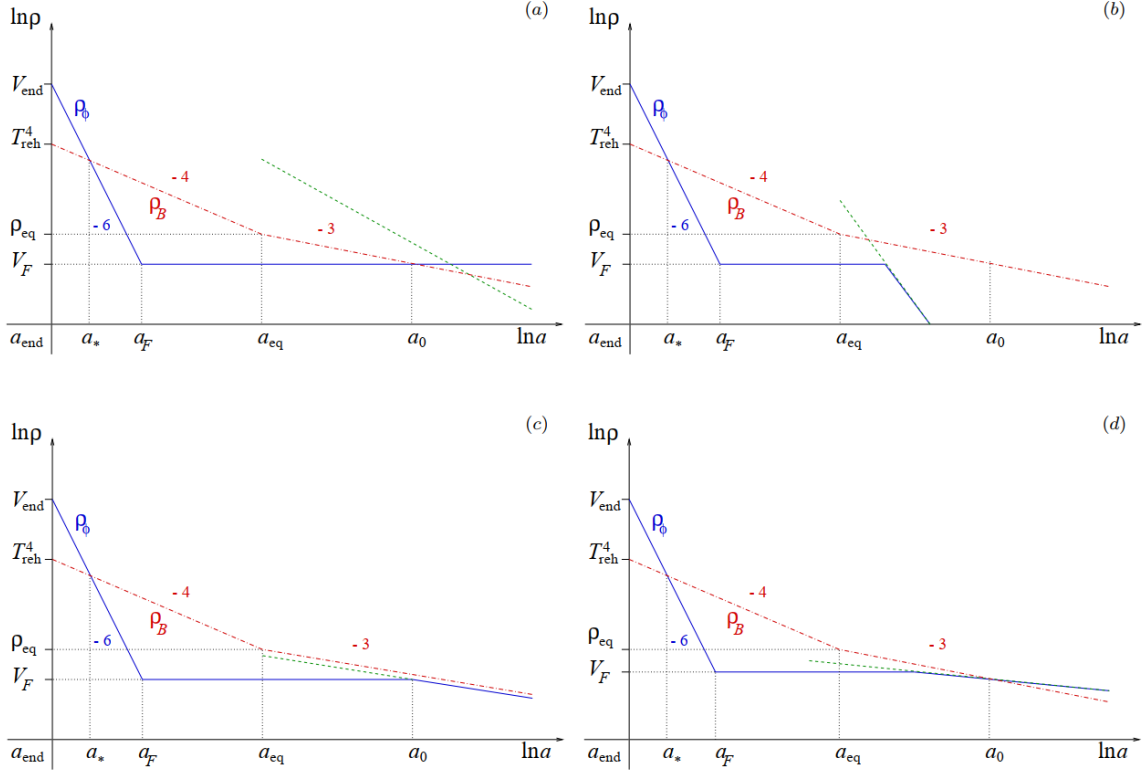 (a)
lnρ
V_end
ρ_ϕ
T_reh^4
- 4
ρ_B
- 6
- 3
ρ_eq
V_F
a_end
a_*
a_F
a_eq
a_0
lna
(b)
lnρ
V_end
ρ_ϕ
T_reh^4
- 4
ρ_B
- 6
- 3
ρ_eq
V_F
a_end
a_*
a_F
a_eq
a_0
lna
(c)
lnρ
V_end
ρ_ϕ
T_reh^4
- 4
ρ_B
- 6
- 3
ρ_eq
V_F
a_end
a_*
a_F
a_eq
a_0
lna
(d)
lnρ
V_end
ρ_ϕ
T_reh^4
- 4
ρ_B
- 6
- 3
ρ_eq
V_F
a_end
a_*
a_F
a_eq
a_0
lna